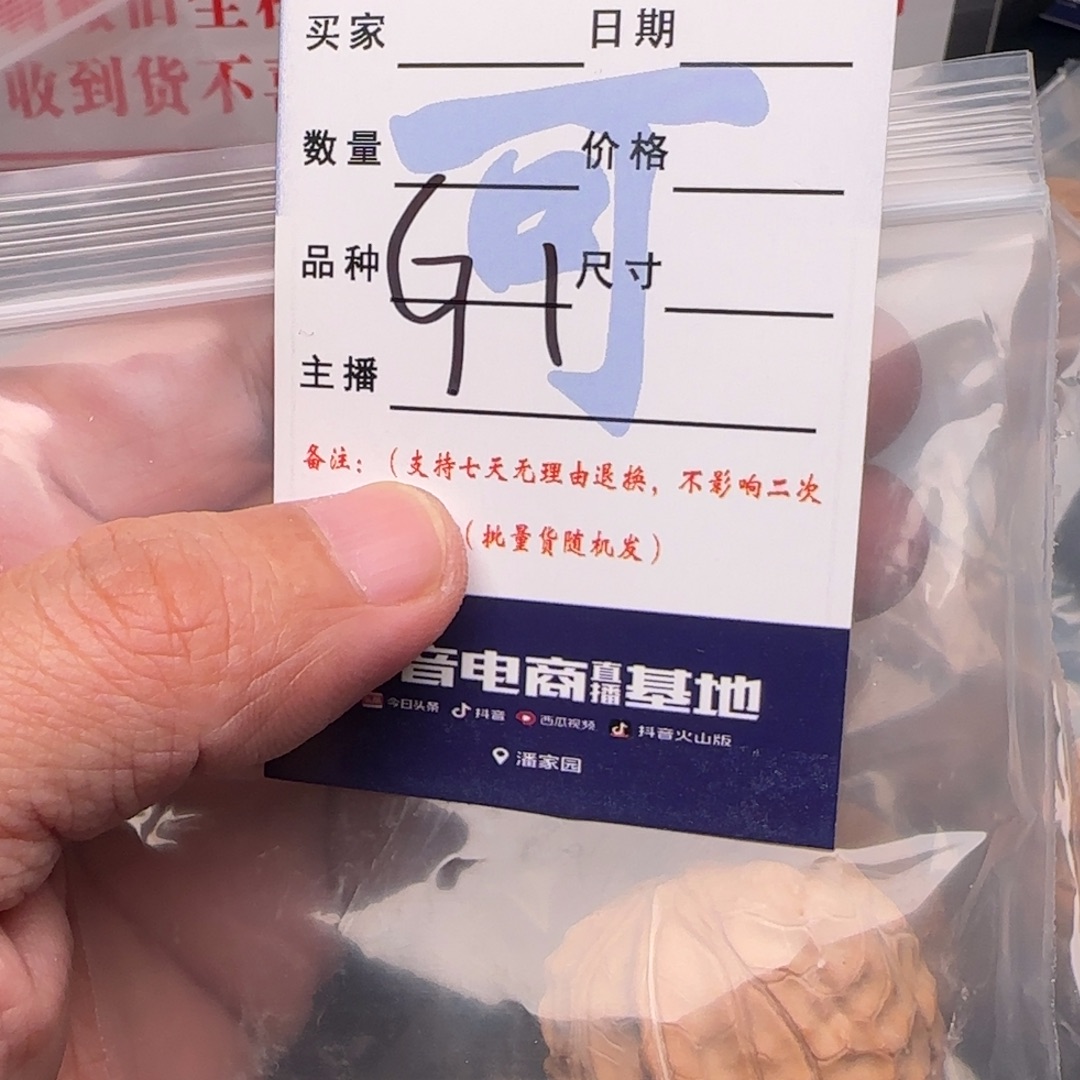 收到货不
买家 日期
数量 价格
可
品种 G1 尺寸
主播
备注：（支持七天无理由退换，不影响二次
（批量货随机发）
音电商直播基地
今日头条 抖音 西瓜视频 抖音火山版
潘家园